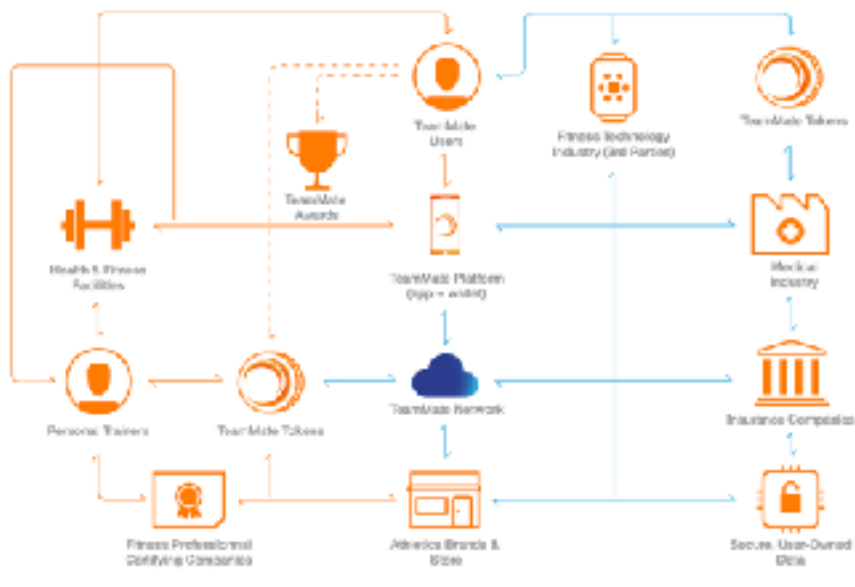 TeamMate
Users
Fitness Technology
Industry (3rd Parties)
TeamMate Tokens
TeamMate
Awards
Health & Fitness
Facilities
TeamMate Platform
(app + wallet)
Medical
Industry
Personal Trainers
TeamMate Tokens
TeamMate Network
Insurance Companies
Fitness Professional
Certifying Companies
Athletics Brands &
Store
Secure, User-Owned
Data